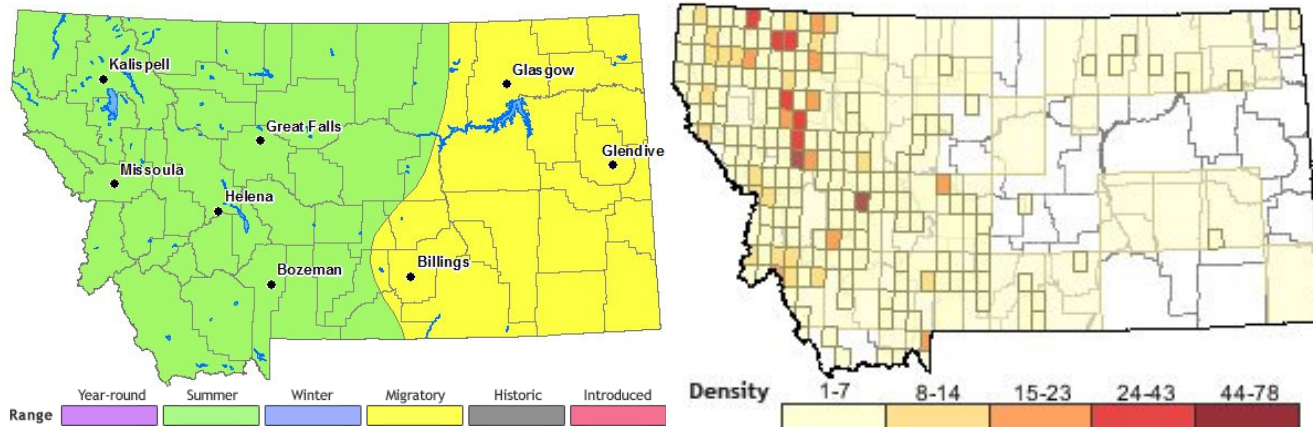 Kalispell
Glasgow
Great Falls
Glendive
Missoula
Helena
Bozeman
Billings
Year-round Summer Winter Migratory Historic Introduced
Range
Density 1-7 8-14 15-23 24-43 44-78